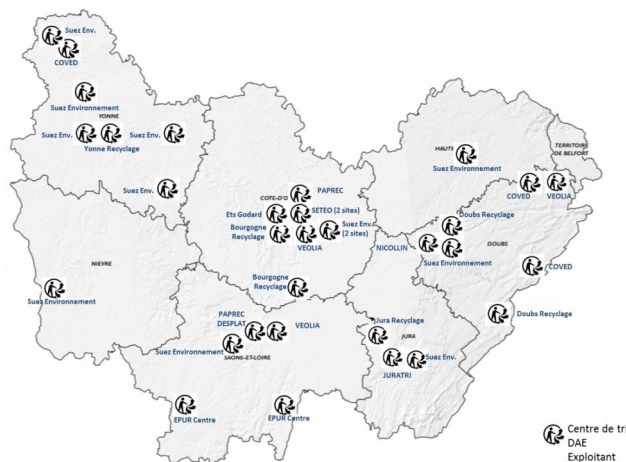 Suez Env.
COVED
Suez Environnement
YONNE
Suez Env.
Suez Env.
Yonne Recyclage
Suez Env.
HAUTE
Suez Environnement
TERRITOIRE
DE BELFORT
COVED
VEOLIA
PAPREC
COTE-D'O
Ets Godard
SETEO (2 sites)
Bourgogne
Recyclage
Suez Env.
(2 sites)
VEOLIA
NICOLLIN
Doubs Recyclage
DOUBS
Suez Environnement
COVED
NIEVRE
Suez Environnement
Bourgogne
Recyclage
PAPREC
DESPLAT
VEOLIA
Suez Environnement
SAONE-ET-LOIRE
Jura Recyclage
JURA
Suez Env.
JURATRI
Doubs Recyclage
EPUR Centre
EPUR Centre
Centre de tri
DAE
Exploitant